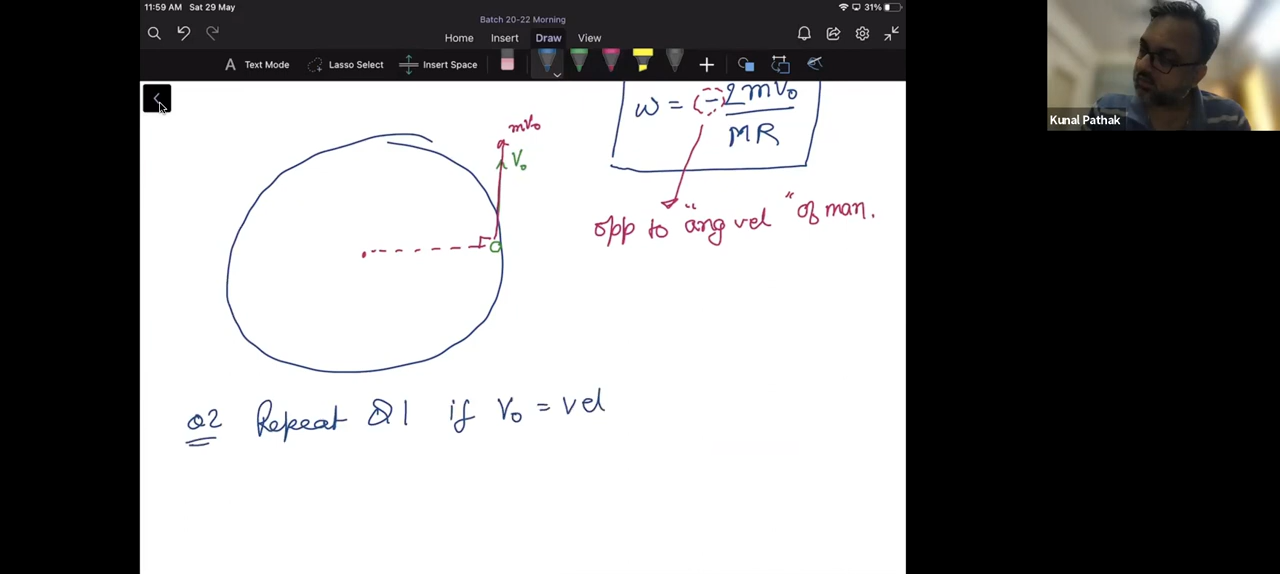 11:59 AM Sat 29 May
31%
Batch 20-22 Morning
Home Insert Draw View
Text Mode Lasso Select Insert Space
ω = -2mV₀
MR
mV₀
V₀
opp to "ang vel" of man.
Q2 Repeat Q1 if V₀ = vel
Kunal Pathak